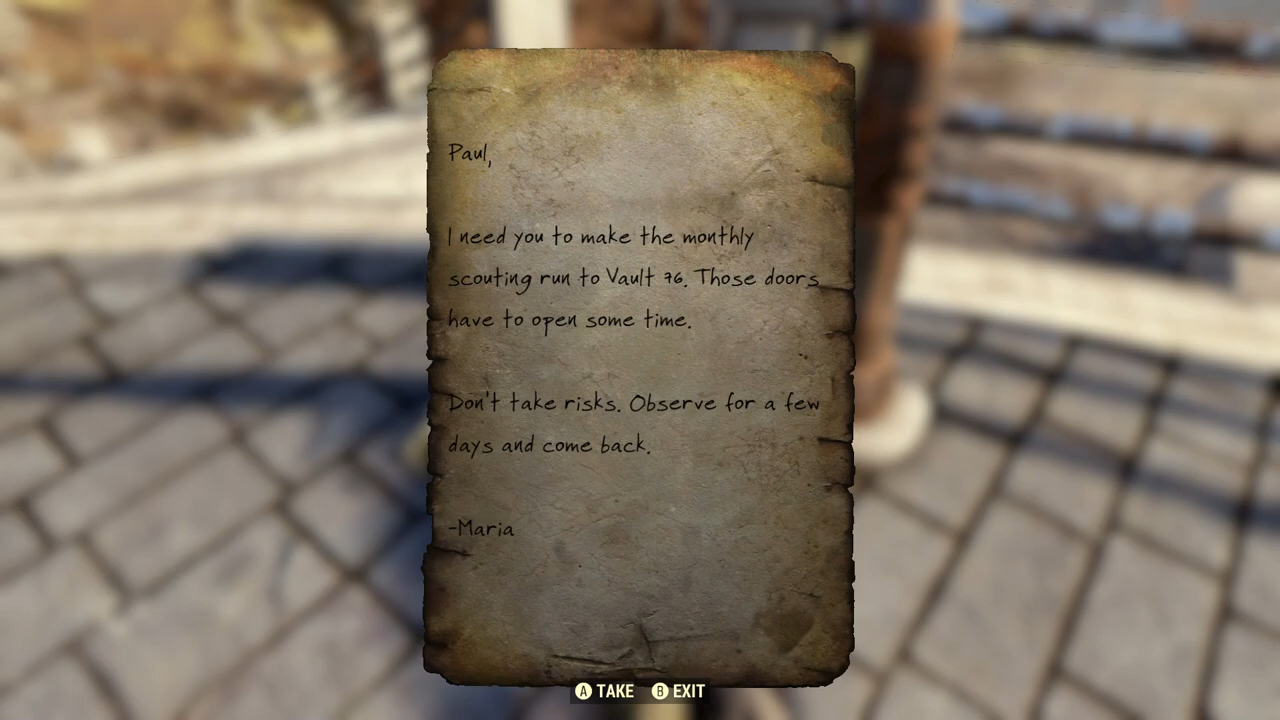 Paul,
I need you to make the monthly
scouting run to Vault 76. Those doors
have to open some time.
Don't take risks. Observe for a few
days and come back.
-Maria
A TAKE B EXIT